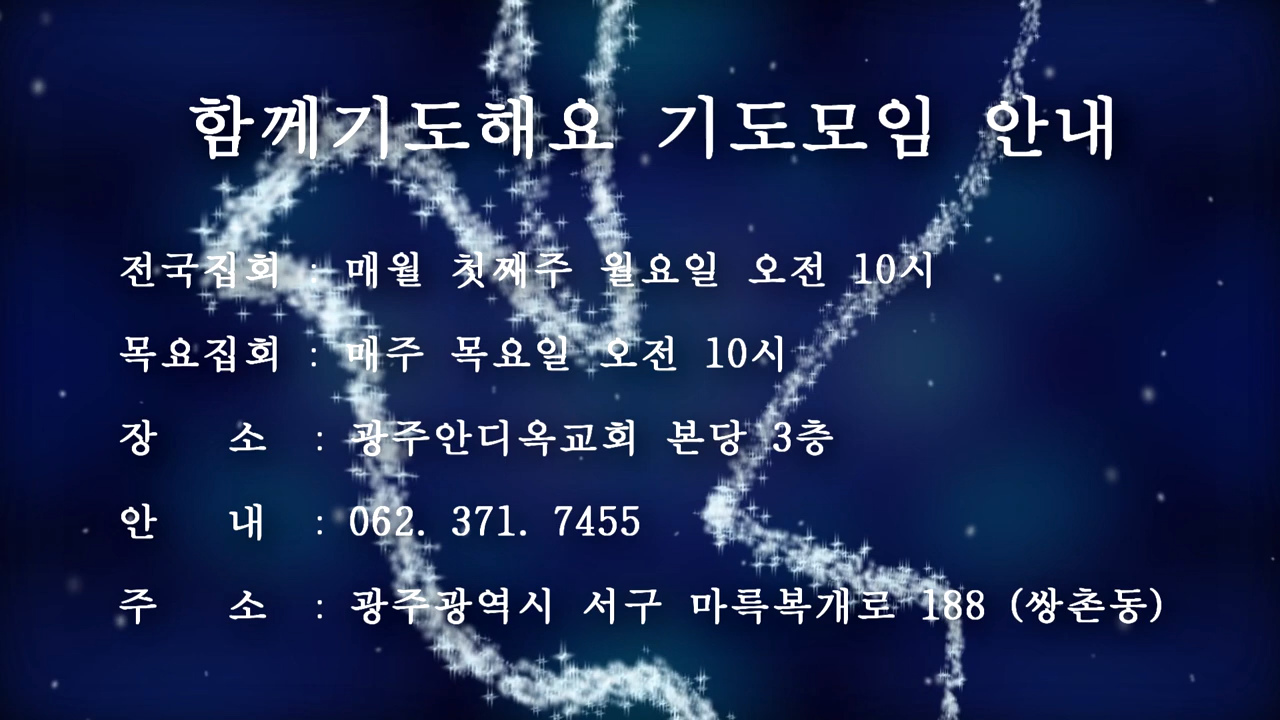 함께기도해요 기도모임 안내
전국집회 : 매월 첫째주 월요일 오전 10시
목요집회 : 매주 목요일 오전 10시
장 소 : 광주안디옥교회 본당 3층
안 내 : 062. 371. 7455
주 소 : 광주광역시 서구 마륵복개로 188 (쌍촌동)